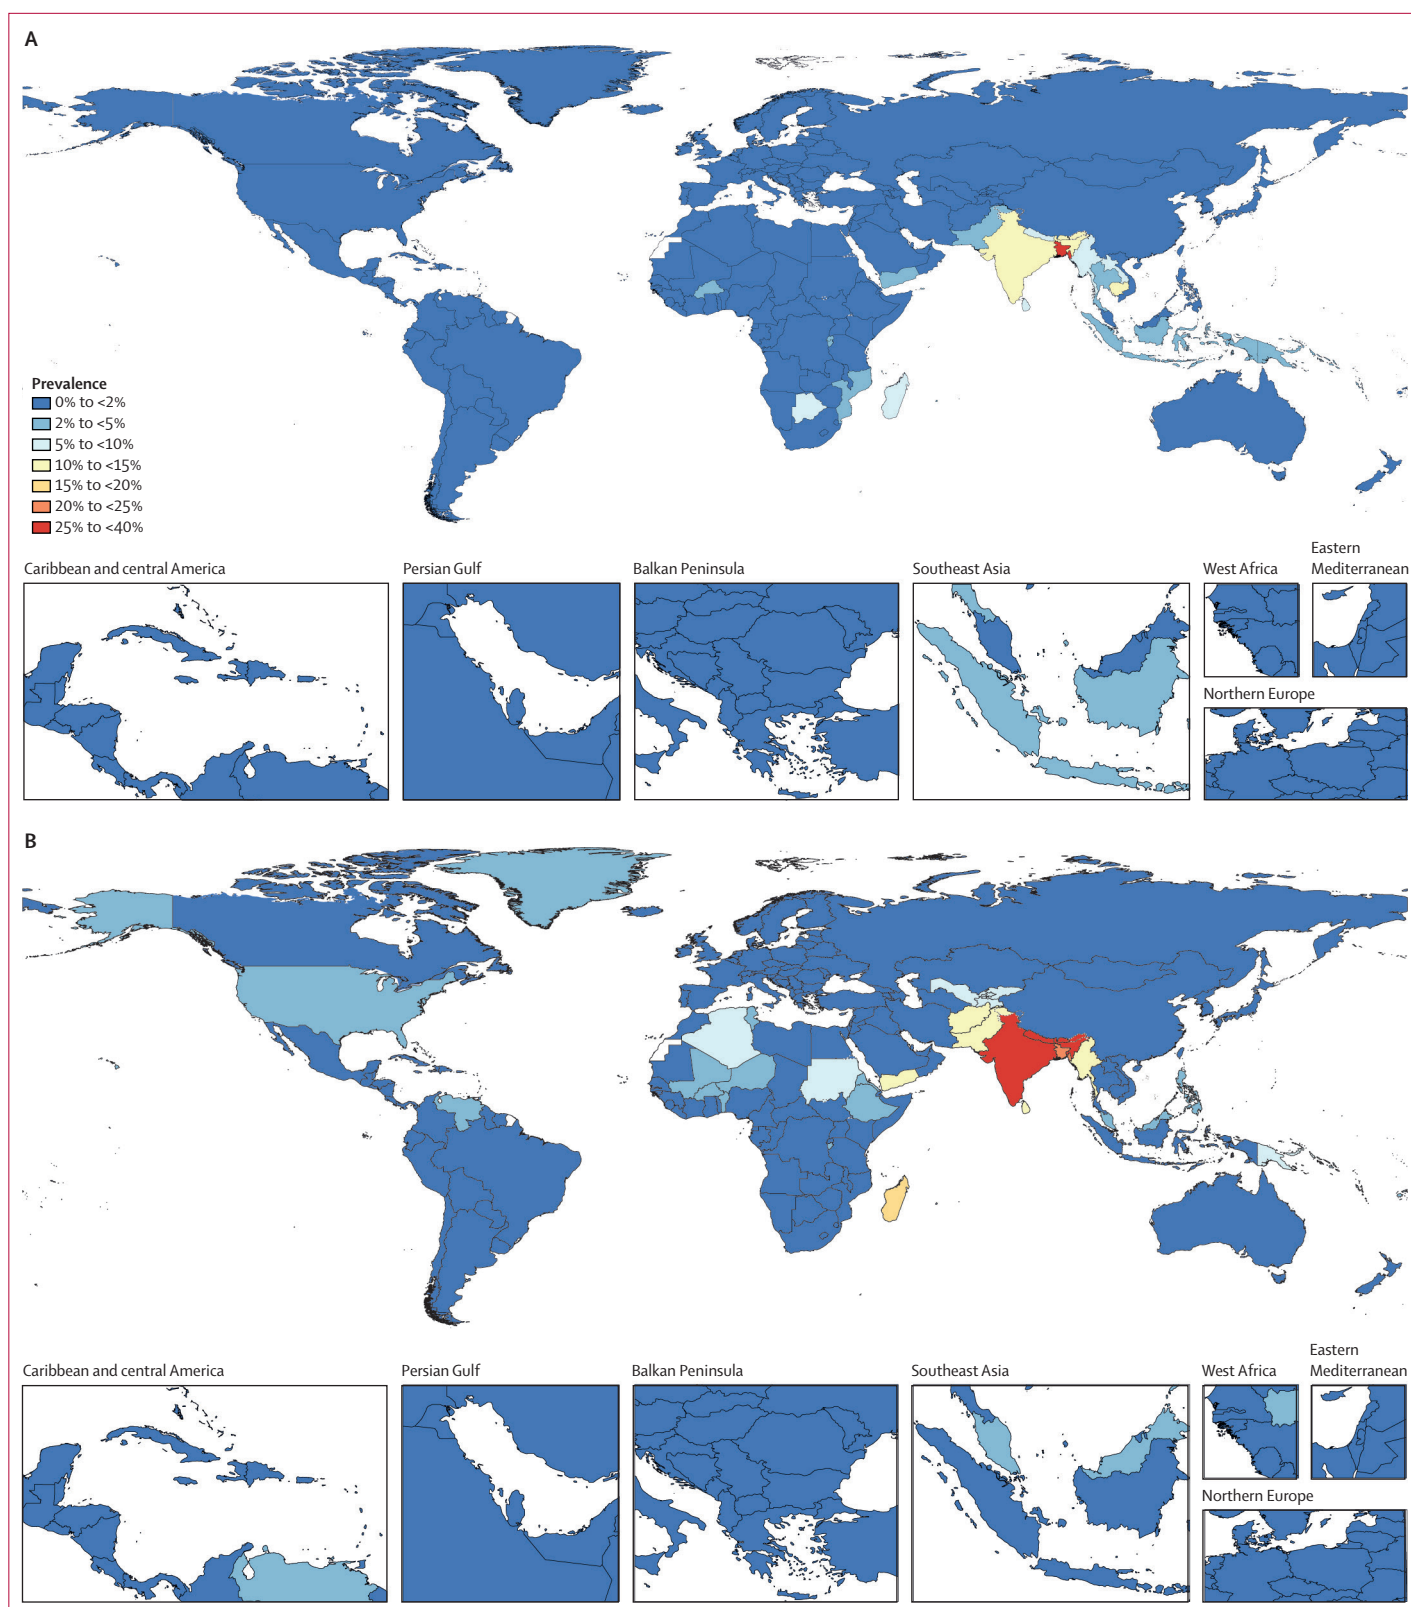 A
Prevalence
0% to <2%
2% to <5%
5% to <10%
10% to <15%
15% to <20%
20% to <25%
25% to <40%
Caribbean and central America
Persian Gulf
Balkan Peninsula
Southeast Asia
West Africa
Eastern
Mediterranean
Northern Europe
B
Caribbean and central America
Persian Gulf
Balkan Peninsula
Southeast Asia
West Africa
Eastern
Mediterranean
Northern Europe